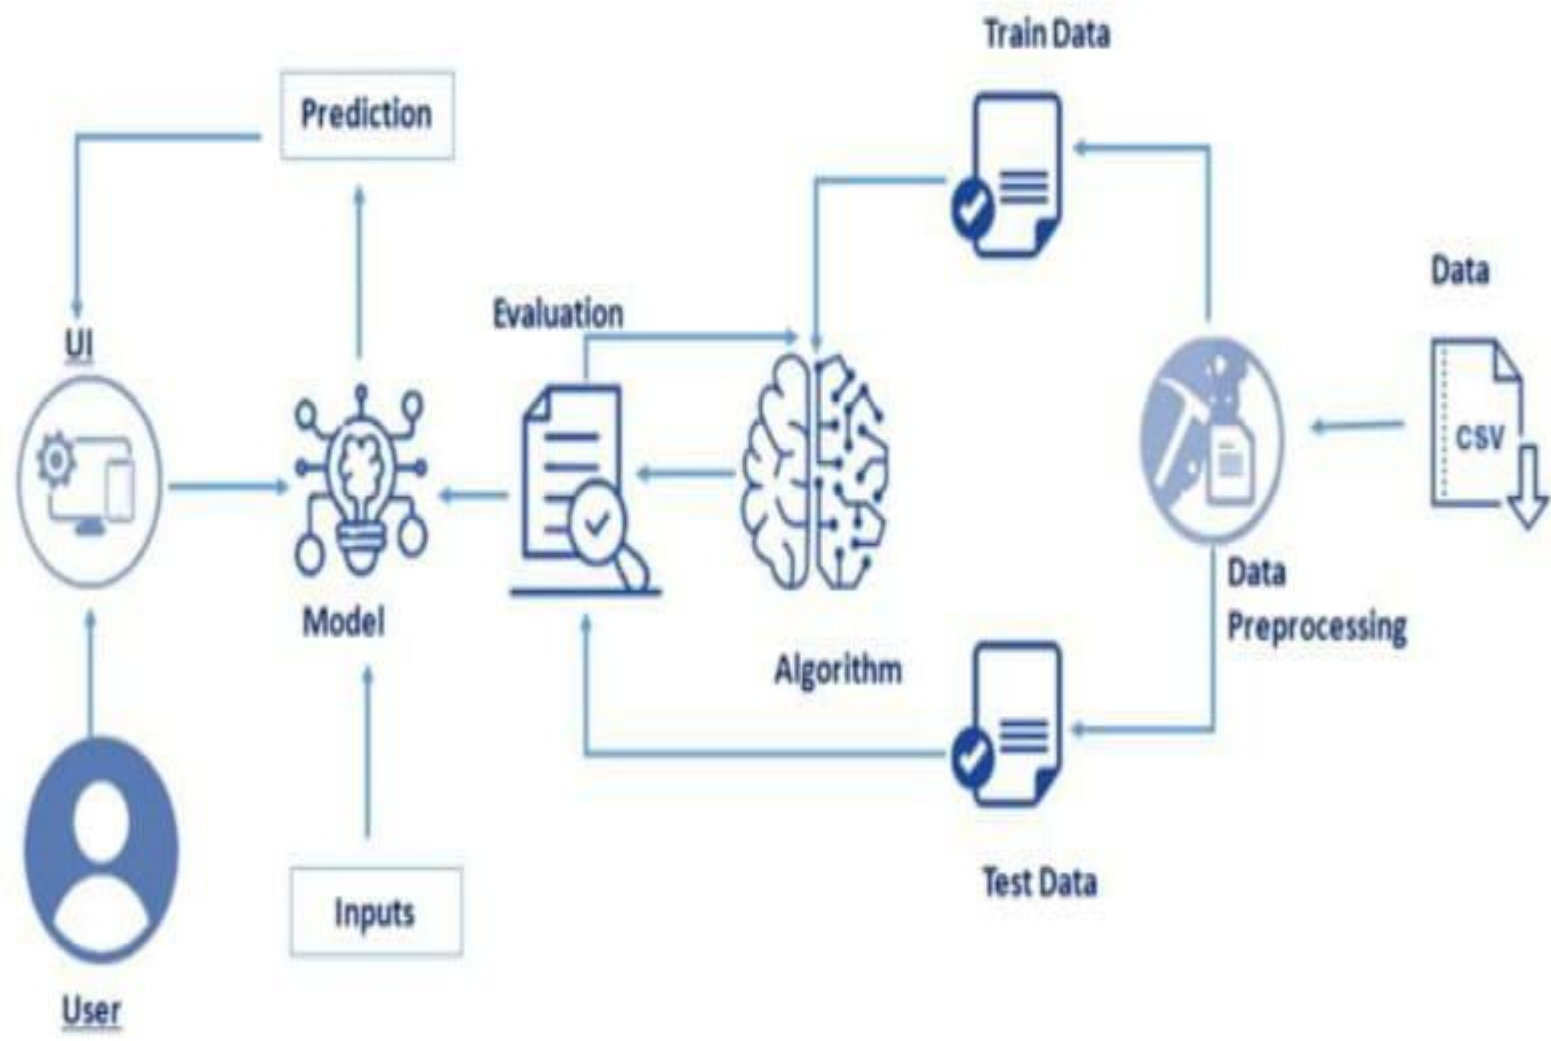 Train Data
Prediction
Data
Evaluation
UI
CSV
Data
Preprocessing
Model
Algorithm
Test Data
Inputs
User